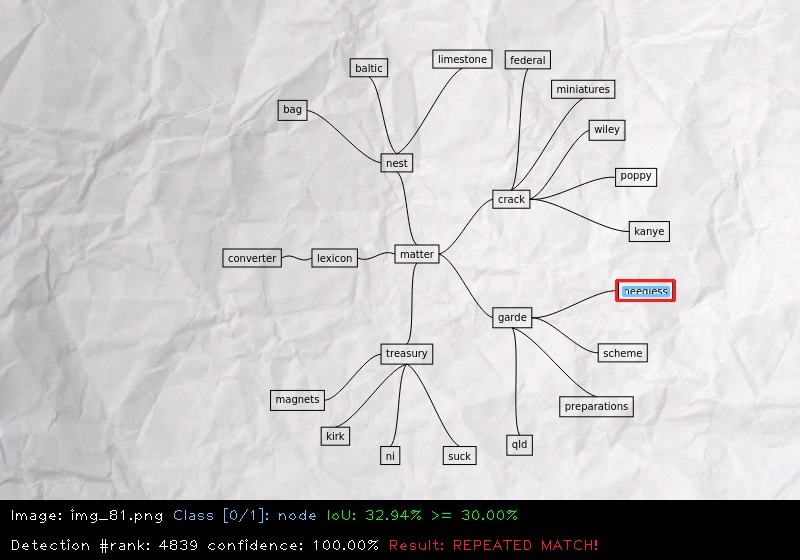 limestone
federal
baltic
miniatures
bag
wiley
nest
poppy
crack
kanye
matter
converter
lexicon
needless
garde
treasury
scheme
magnets
preparations
kirk
qld
ni
suck
Image: img_81.png Class [0/1]: node IoU: 32.94% >= 30.00%
Detection #rank: 4839 confidence: 100.00% Result: REPEATED MATCH!